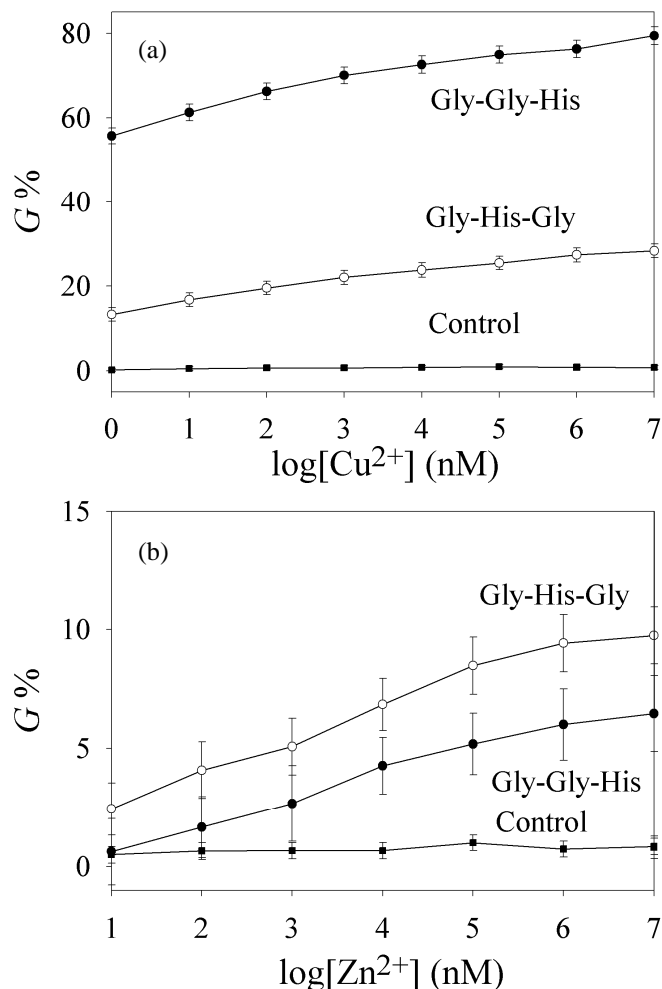 80
(a)
60
Gly-Gly-His
G %
40
Gly-His-Gly
20
Control
0
0 1 2 3 4 5 6 7
log[Cu²⁺] (nM)
15
(b)
Gly-His-Gly
10
G %
5
Gly-Gly-His
Control
0
1 2 3 4 5 6 7
log[Zn²⁺] (nM)